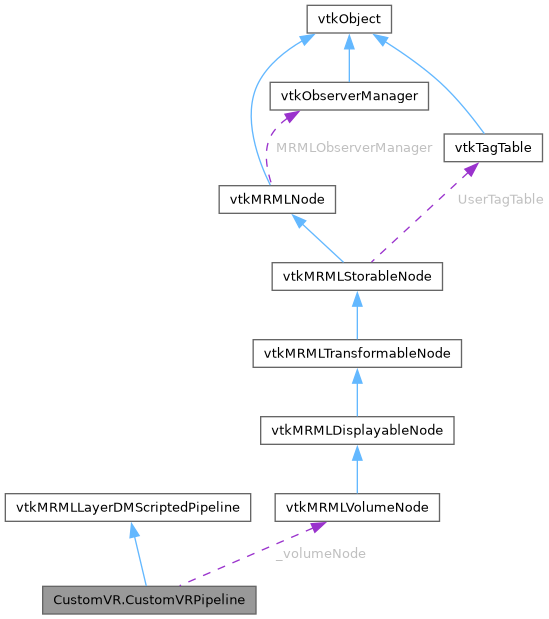 vtkObject
vtkObserverManager
MRMLObserverManager
vtkTagTable
vtkMRMLNode
UserTagTable
vtkMRMLStorableNode
vtkMRMLTransformableNode
vtkMRMLDisplayableNode
vtkMRMLLayerDMScriptedPipeline
vtkMRMLVolumeNode
_volumeNode
CustomVR.CustomVRPipeline